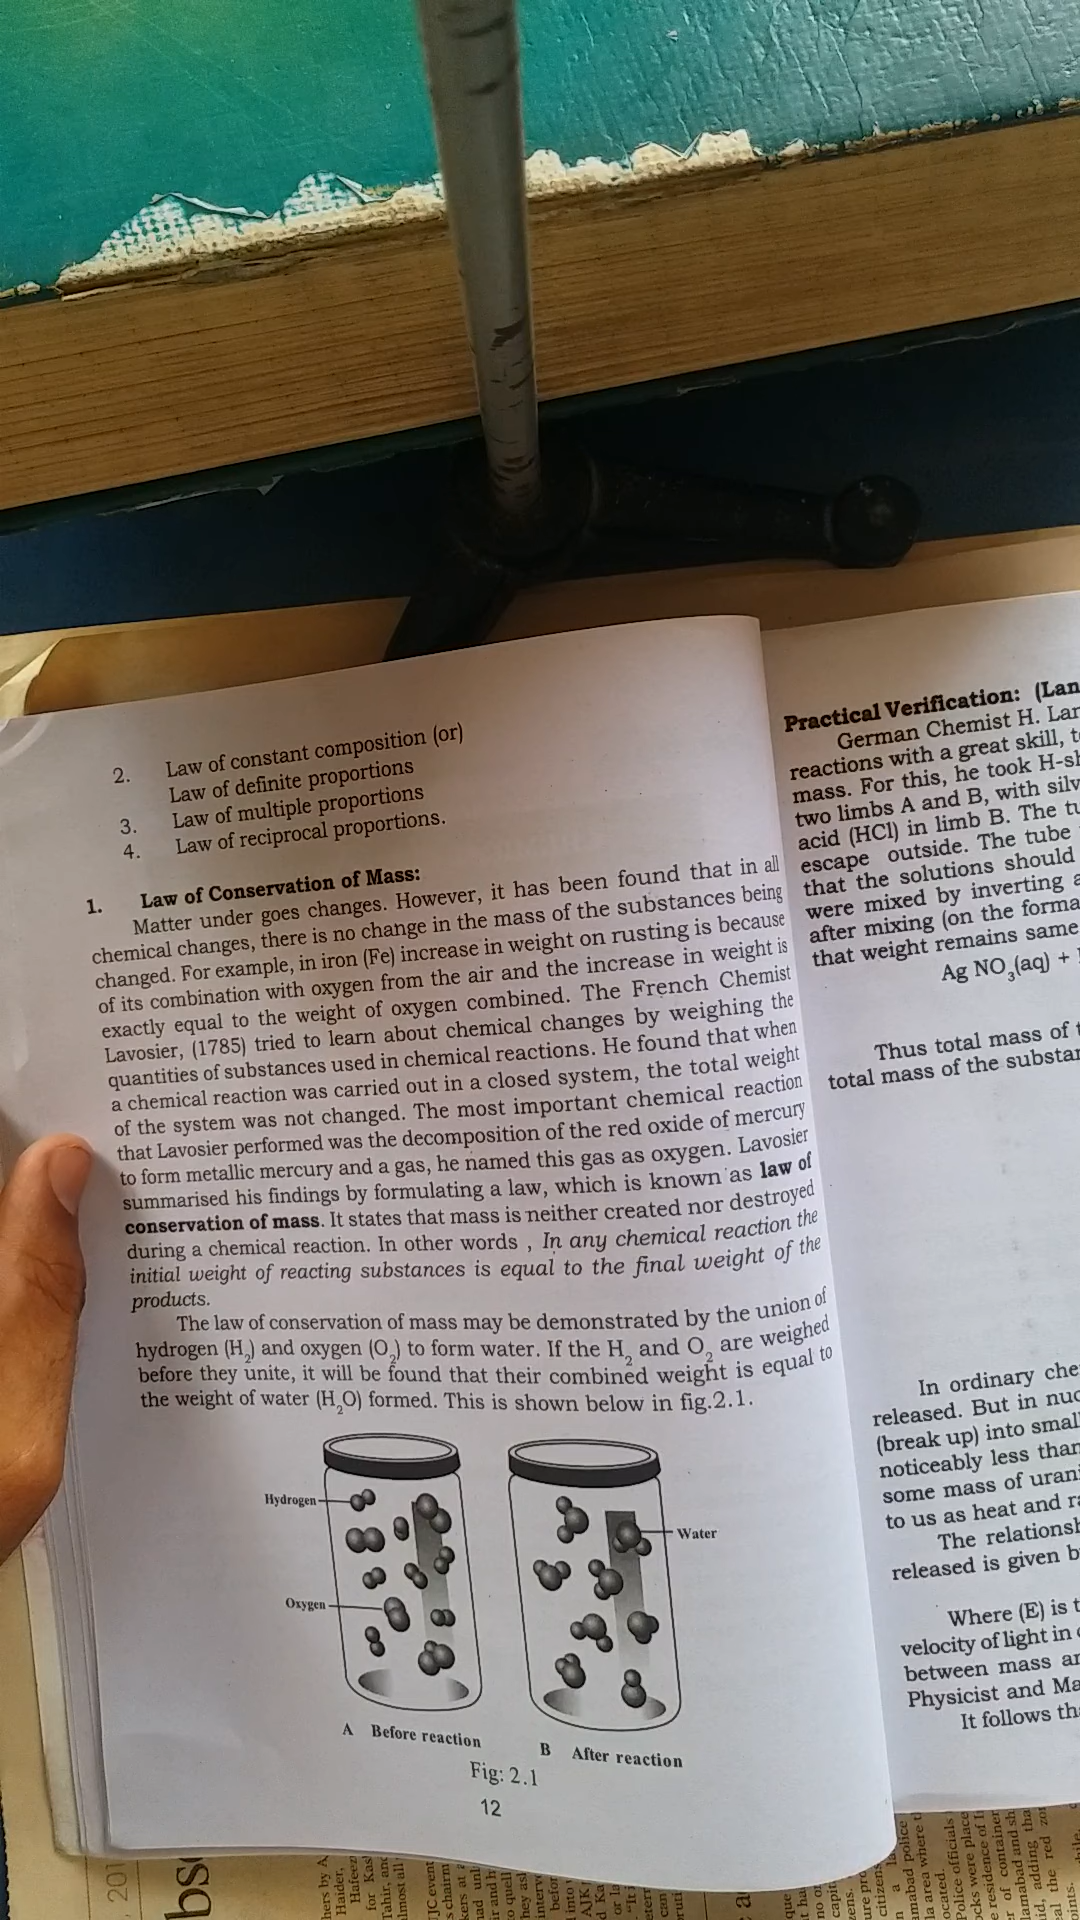 2. Law of constant composition (or)
Law of definite proportions
3. Law of multiple proportions
4. Law of reciprocal proportions.
1. Law of Conservation of Mass:
Matter under goes changes. However, it has been found that in all
chemical changes, there is no change in the mass of the substances being
changed. For example, in iron (Fe) increase in weight on rusting is because
of its combination with oxygen from the air and the increase in weight is
exactly equal to the weight of oxygen combined. The French Chemist
Lavosier, (1785) tried to learn about chemical changes by weighing the
quantities of substances used in chemical reactions. He found that when
a chemical reaction was carried out in a closed system, the total weight
of the system was not changed. The most important chemical reaction
that Lavosier performed was the decomposition of the red oxide of mercury
to form metallic mercury and a gas, he named this gas as oxygen. Lavosier
summarised his findings by formulating a law, which is known as law of
conservation of mass. It states that mass is neither created nor destroyed
during a chemical reaction. In other words , In any chemical reaction the
initial weight of reacting substances is equal to the final weight of the
products.
The law of conservation of mass may be demonstrated by the union of
hydrogen (H₂) and oxygen (O₂) to form water. If the H₂ and O₂ are weighed
before they unite, it will be found that their combined weight is equal to
the weight of water (H₂O) formed. This is shown below in fig.2.1.
Hydrogen
Oxygen
Water
A Before reaction
B After reaction
Fig: 2.1
12
Practical Verification: (Lan
German Chemist H. Lan
reactions with a great skill, t
mass. For this, he took H-sh
two limbs A and B, with silv
acid (HCl) in limb B. The tu
escape outside. The tube
that the solutions should
were mixed by inverting a
after mixing (on the forma
that weight remains same
Ag NO₃(aq) +
Thus total mass of t
total mass of the substan
In ordinary che
released. But in nuc
(break up) into small
noticeably less than
some mass of urani
to us as heat and ra
The relationsh
released is given b
Where (E) is t
velocity of light in
between mass an
Physicist and Ma
It follows tha